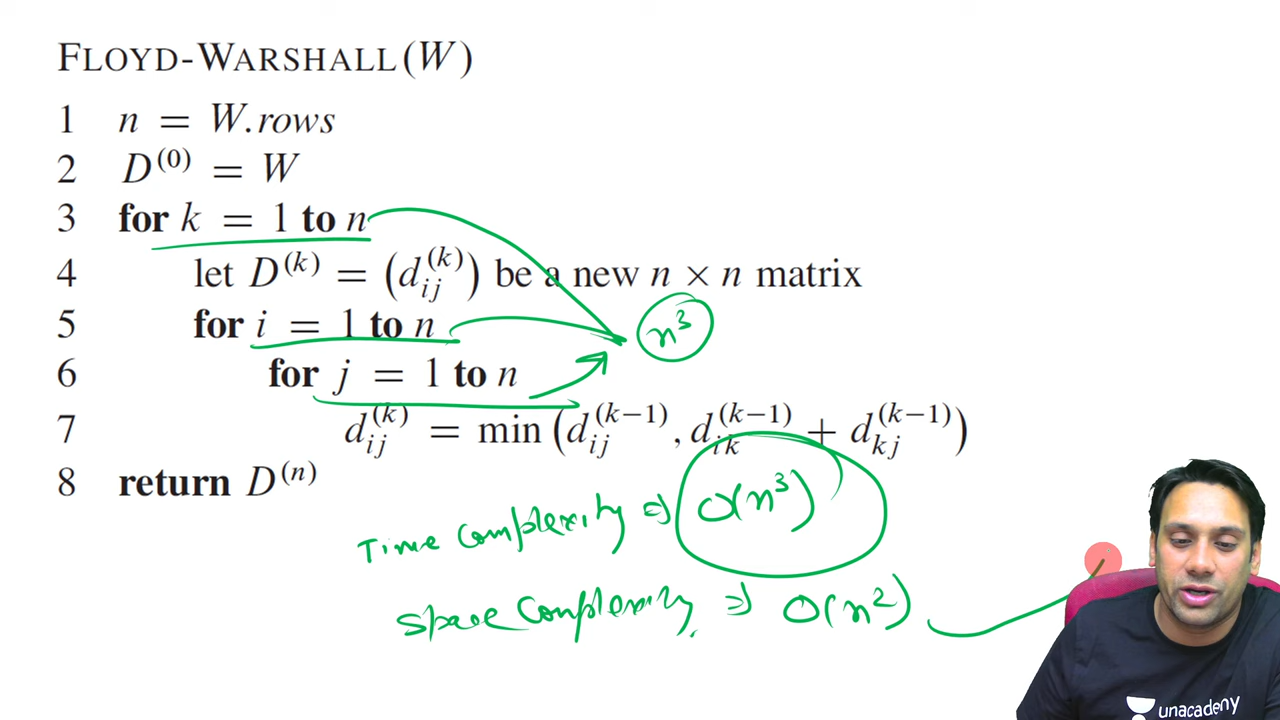 FLOYD-WARSHALL(W)
1 n = W.rows
2 D^(0) = W
3 for k = 1 to n
4 let D^(k) = (d_ij^(k)) be a new n × n matrix
5 for i = 1 to n
n³
6 for j = 1 to n
7 d_ij^(k) = min (d_ij^(k−1), d_ik^(k−1) + d_kj^(k−1))
8 return D^(n)
Time Complexity ⇒ O(n³)
Space Complexity ⇒ O(n²)
unacademy